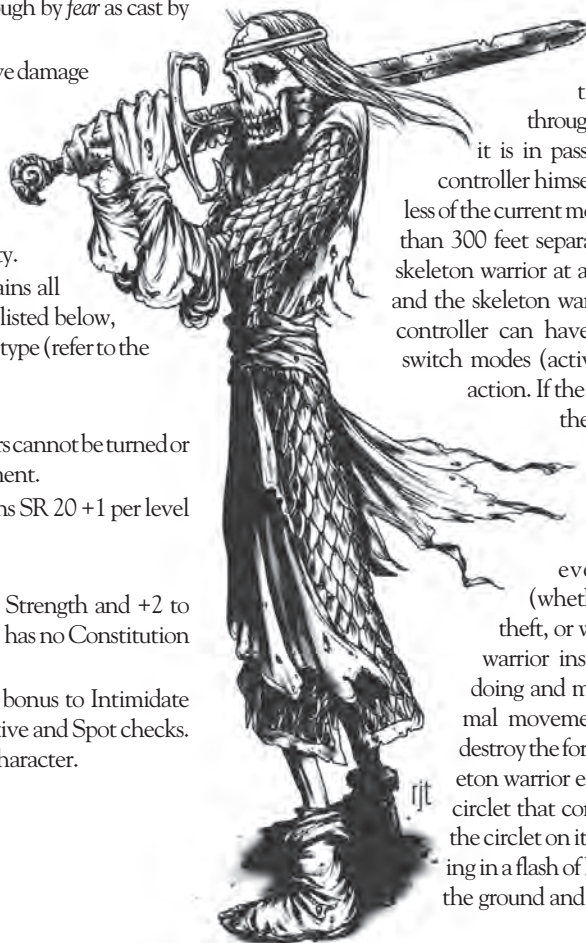 ough by fear as cast by
ve damage
ty.
ains all
listed below,
type (refer to the
rs cannot be turned or
ment.
ns SR 20 +1 per level
Strength and +2 to
has no Constitution
bonus to Intimidate
tive and Spot checks.
haracter.
t
through
it is in pass
controller himse
less of the current mo
than 300 feet separa
skeleton warrior at a
and the skeleton war
controller can have
switch modes (activ
action. If the
the
eve
(wheth
theft, or w
warrior ins
doing and m
mal moveme
destroy the for
eton warrior e
circlet that con
the circlet on it
ing in a flash of l
the ground and
rjt